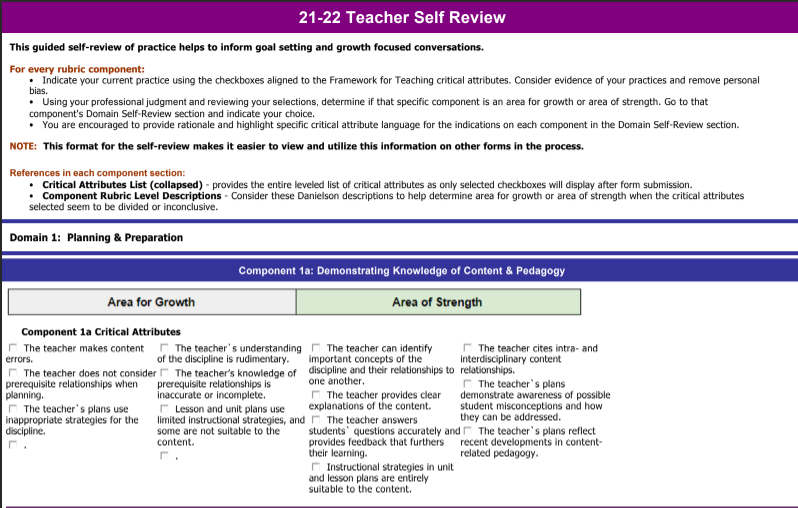 21-22 Teacher Self Review
This guided self-review of practice helps to inform goal setting and growth focused conversations.
For every rubric component:
• Indicate your current practice using the checkboxes aligned to the Framework for Teaching critical attributes. Consider evidence of your practices and remove personal
bias.
• Using your professional judgment and reviewing your selections, determine if that specific component is an area for growth or area of strength. Go to that
component's Domain Self-Review section and indicate your choice.
• You are encouraged to provide rationale and highlight specific critical attribute language for the indications on each component in the Domain Self-Review section.
NOTE: This format for the self-review makes it easier to view and utilize this information on other forms in the process.
References in each component section:
• Critical Attributes List (collapsed) - provides the entire leveled list of critical attributes as only selected checkboxes will display after form submission.
• Component Rubric Level Descriptions - Consider these Danielson descriptions to help determine area for growth or area of strength when the critical attributes
selected seem to be divided or inconclusive.
Domain 1: Planning & Preparation
Component 1a: Demonstrating Knowledge of Content & Pedagogy
Area for Growth
Area of Strength
Component 1a Critical Attributes
The teacher makes content
errors.
The teacher does not consider
prerequisite relationships when
planning.
The teacher`s plans use
inappropriate strategies for the
discipline.
.
The teacher`s understanding
of the discipline is rudimentary.
The teacher’s knowledge of
prerequisite relationships is
inaccurate or incomplete.
Lesson and unit plans use
limited instructional strategies, and
some are not suitable to the
content.
.
The teacher can identify
important concepts of the
discipline and their relationships to
one another.
The teacher provides clear
explanations of the content.
The teacher answers
students` questions accurately and
provides feedback that furthers
their learning.
Instructional strategies in unit
and lesson plans are entirely
suitable to the content.
The teacher cites intra- and
interdisciplinary content
relationships.
The teacher`s plans
demonstrate awareness of possible
student misconceptions and how
they can be addressed.
The teacher`s plans reflect
recent developments in content-
related pedagogy.